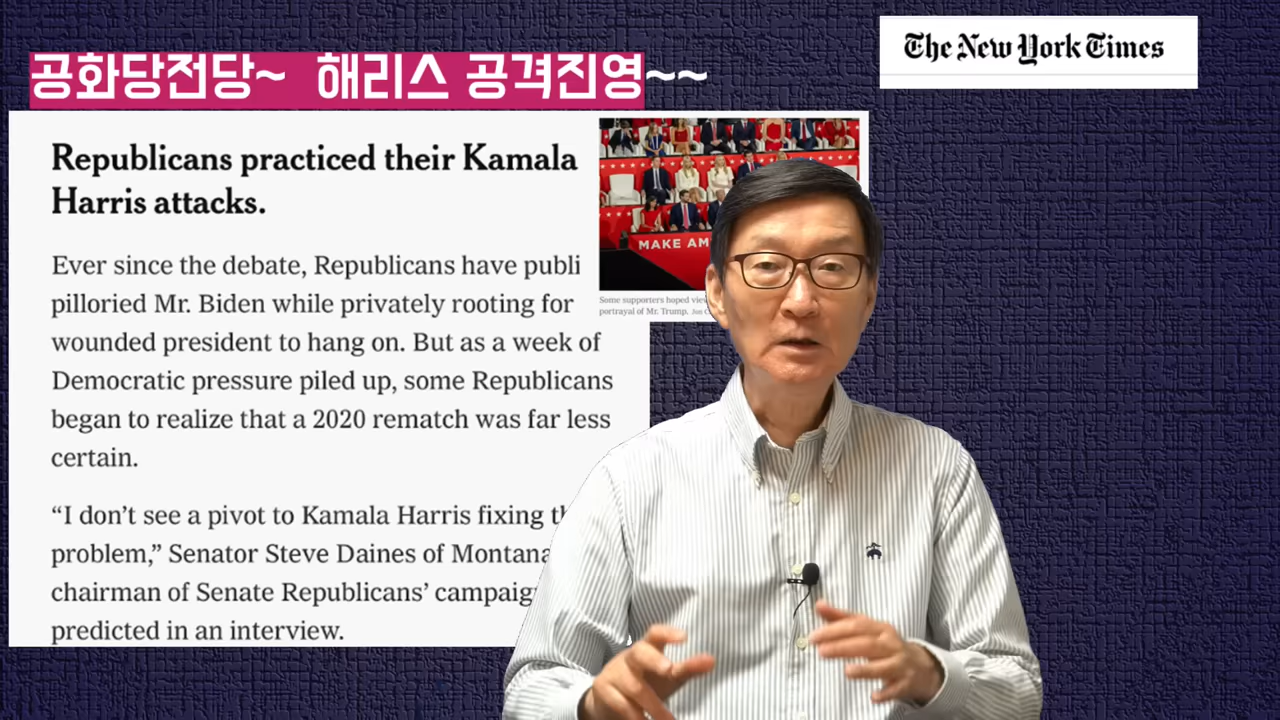 The New York Times
공화당전당~ 해리스 공격진영~~
Republicans practiced their Kamala
Harris attacks.
Ever since the debate, Republicans have publi
pilloried Mr. Biden while privately rooting for
wounded president to hang on. But as a week of
Democratic pressure piled up, some Republicans
began to realize that a 2020 rematch was far less
certain.
“I don’t see a pivot to Kamala Harris fixing th
problem,” Senator Steve Daines of Montana
chairman of Senate Republicans’ campaig
predicted in an interview.
MAKE AM
Some supporters hoped view
portrayal of Mr. Trump.